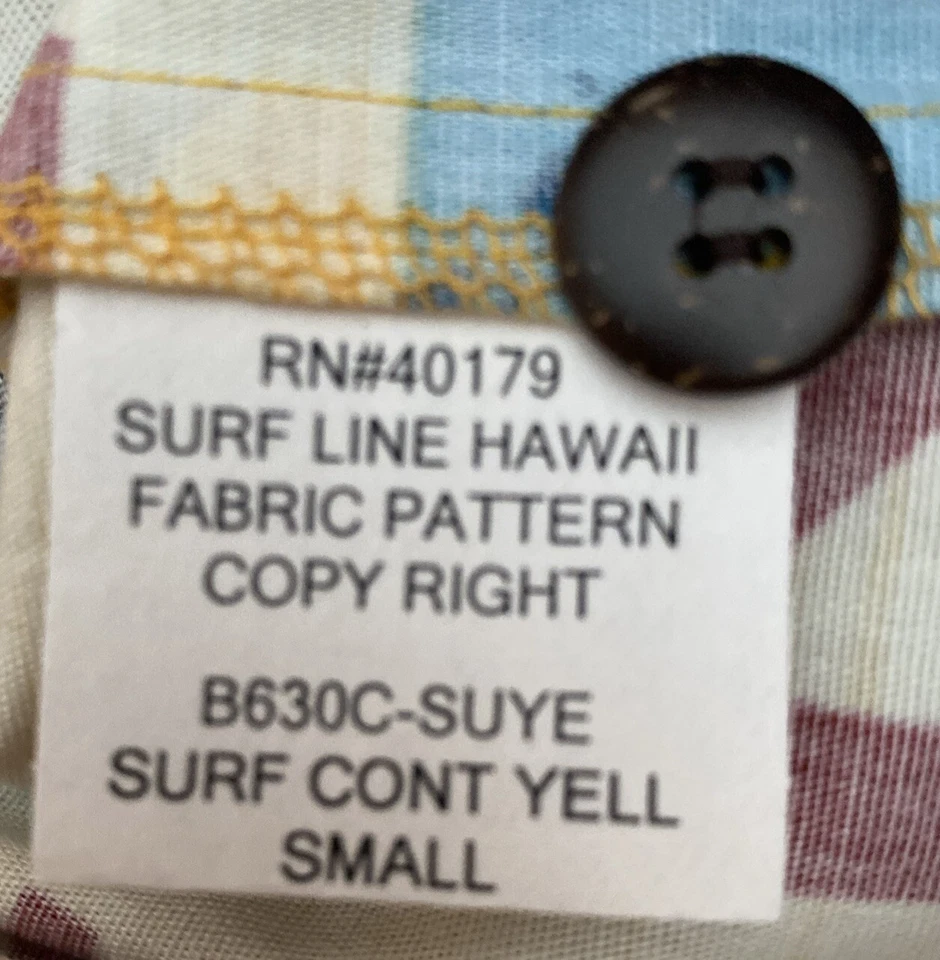 RN#40179
SURF LINE HAWAII
FABRIC PATTERN
COPY RIGHT
B630C-SUYE
SURF CONT YELL
SMALL